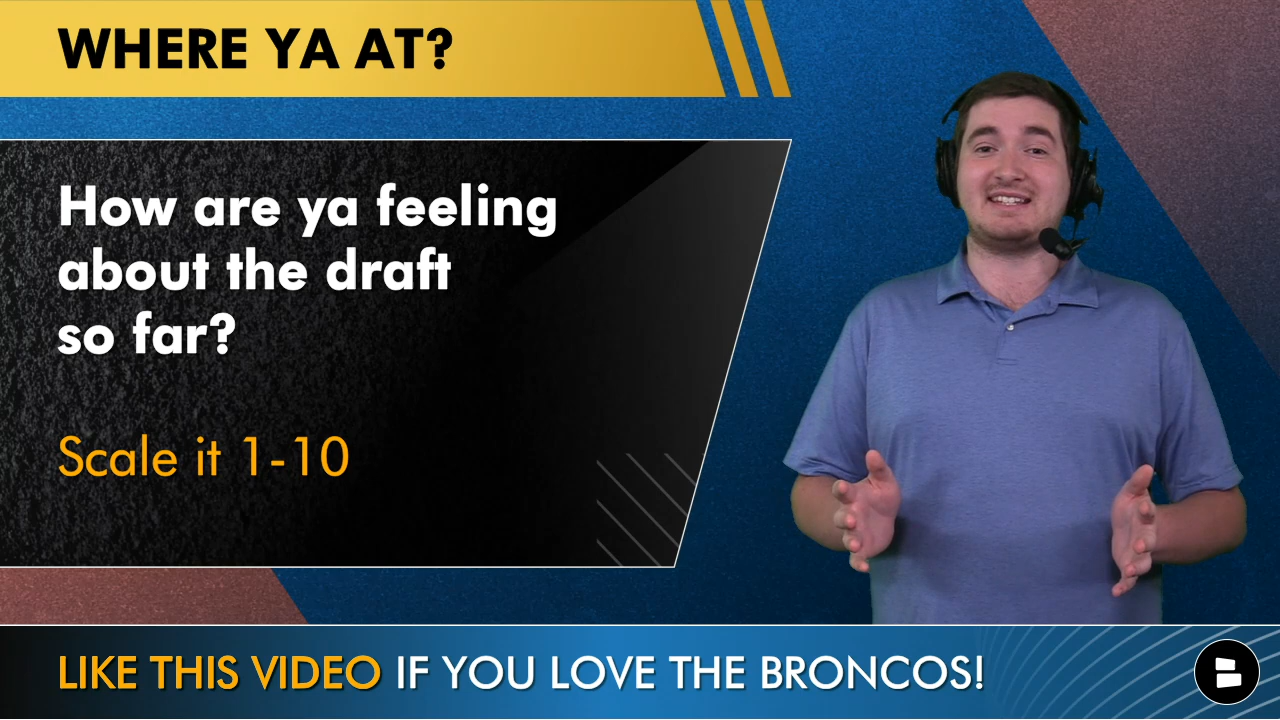 WHERE YA AT?
How are ya feeling
about the draft
so far?
Scale it 1-10
LIKE THIS VIDEO IF YOU LOVE THE BRONCOS!